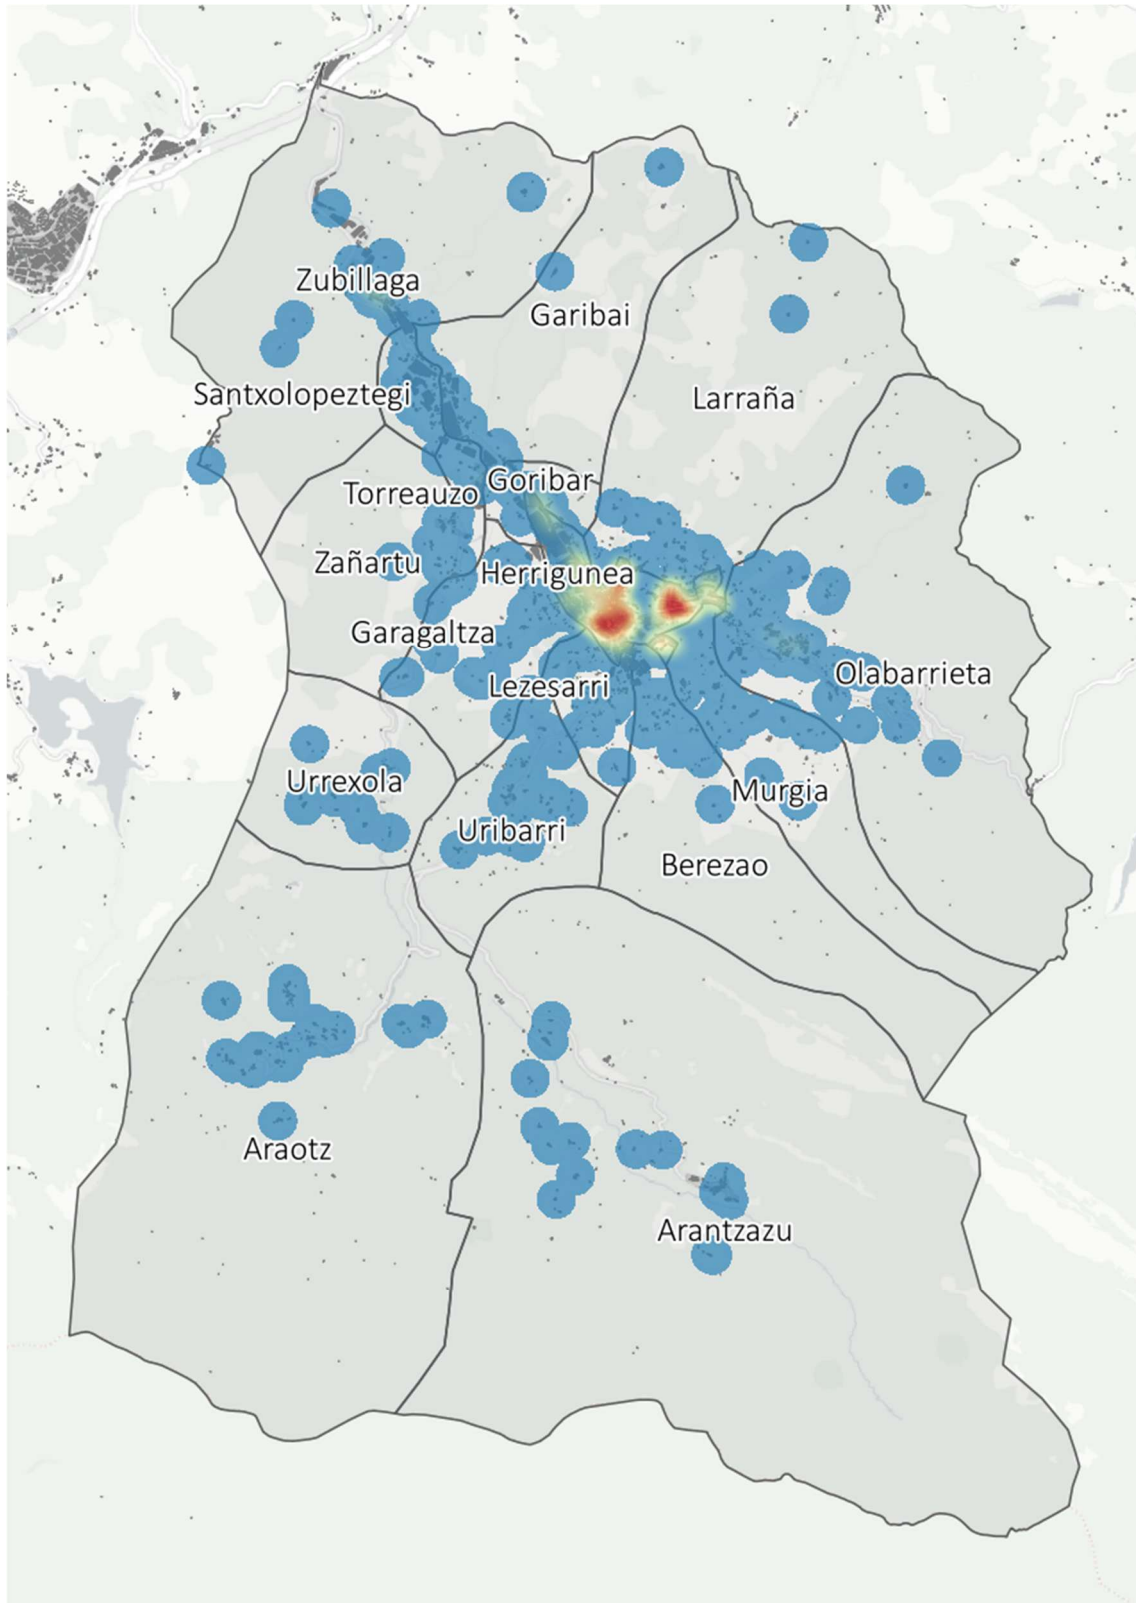 Zubillaga
Garibai
Santxolopeztegi
Larraña
Goribar
Torreauzo
Zañartu
Herrigunea
Garagaltza
Olabarrieta
Lezesarri
Urrexola
Murgia
Uribarri
Berezao
Araotz
Arantzazu